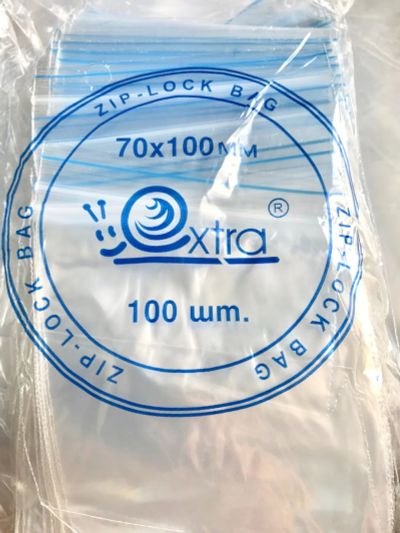 ZIP-LOCK BAG
70x100мм
Extra ®
100 шт.
ZIP-LOCK BAG
ZIP-LOCK BAG